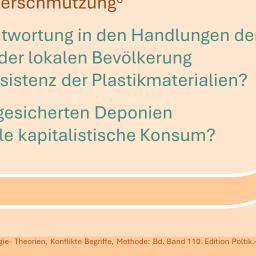 erschmutzung⁶
twortung in den Handlungen der
der lokalen Bevölkerung
sistenz der Plastikmaterialien?
gesicherten Deponien
le kapitalistische Konsum?
gie- Theorien, Konflikte Begriffe, Methode: Bd. Band 110. Edition Poltik.